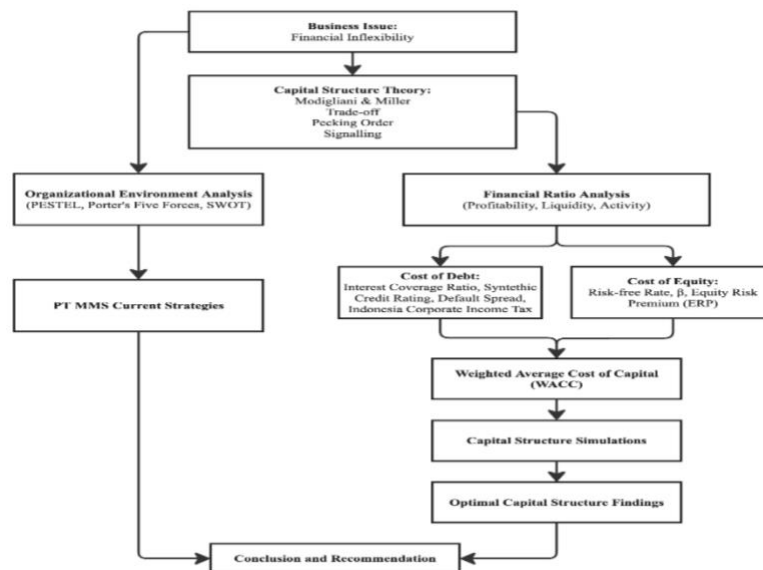 Business Issue:
Financial Inflexibility
Capital Structure Theory:
Modigliani & Miller
Trade-off
Pecking Order
Signalling
Organizational Environment Analysis
(PESTEL, Porter's Five Forces, SWOT)
Financial Ratio Analysis
(Profitability, Liquidity, Activity)
PT MMS Current Strategies
Cost of Debt:
Interest Coverage Ratio, Syntethic
Credit Rating, Default Spread,
Indonesia Corporate Income Tax
Cost of Equity:
Risk-free Rate, β, Equity Risk
Premium (ERP)
Weighted Average Cost of Capital
(WACC)
Capital Structure Simulations
Optimal Capital Structure Findings
Conclusion and Recommendation